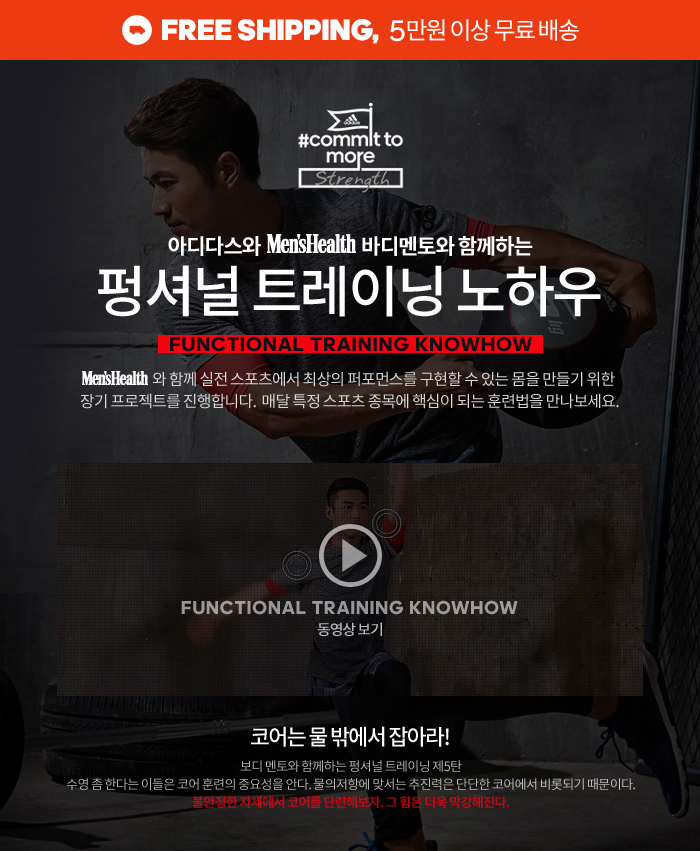 FREE SHIPPING, 5만원 이상 무료 배송
adidas
#commit to
more
Strength
아디다스와 Men'sHealth 바디멘토와 함께하는
펑셔널 트레이닝 노하우
FUNCTIONAL TRAINING KNOWHOW
Men'sHealth 와 함께 실전 스포츠에서 최상의 퍼포먼스를 구현할 수 있는 몸을 만들기 위한
장기 프로젝트를 진행합니다. 매달 특정 스포츠 종목에 핵심이 되는 훈련법을 만나보세요.
FUNCTIONAL TRAINING KNOWHOW
동영상 보기
코어는 물 밖에서 잡아라!
보디 멘토와 함께하는 펑셔널 트레이닝 제5탄
수영 좀 한다는 이들은 코어 훈련의 중요성을 안다. 물의저항에 맞서는 추진력은 단단한 코어에서 비롯되기 때문이다.
불안정한 자세에서 코어를 단련해보자. 그 힘은 더욱 막강해진다.